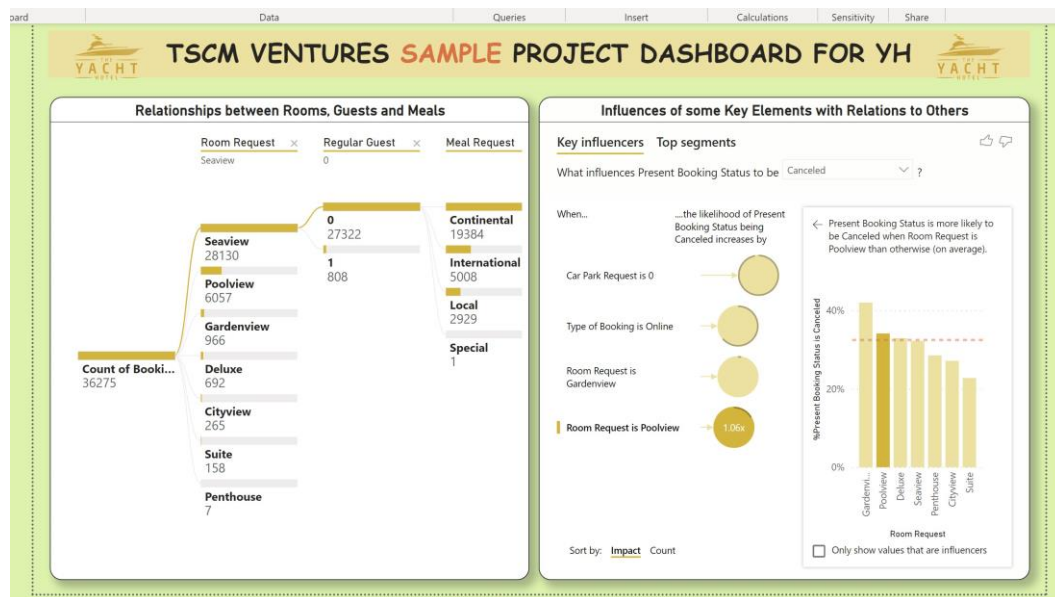 oard
Data
Queries
Insert
Calculations
Sensitivity
Share
THE
YACHT
HOTEL
TSCM VENTURES SAMPLE PROJECT DASHBOARD FOR YH
THE
YACHT
HOTEL
Relationships between Rooms, Guests and Meals
Room Request ×
Seaview
Regular Guest ×
0
Meal Request
Count of Booki...
36275
Seaview
28130
Poolview
6057
Gardenview
966
Deluxe
692
Cityview
265
Suite
158
Penthouse
7
0
27322
1
808
Continental
19384
International
5008
Local
2929
Special
1
Influences of some Key Elements with Relations to Others
Key influencers Top segments
What influences Present Booking Status to be Canceled ?
When...
....the likelihood of Present
Booking Status being
Canceled increases by
Car Park Request is 0
Type of Booking is Online
Room Request is
Gardenview
Room Request is Poolview
1.06x
Sort by: Impact Count
← Present Booking Status is more likely to
be Canceled when Room Request is
Poolview than otherwise (on average).
%Present Booking Status is Canceled
40%
20%
0%
Gardenvi...
Poolview
Deluxe
Seaview
Penthouse
Cityview
Suite
Room Request
Only show values that are influencers